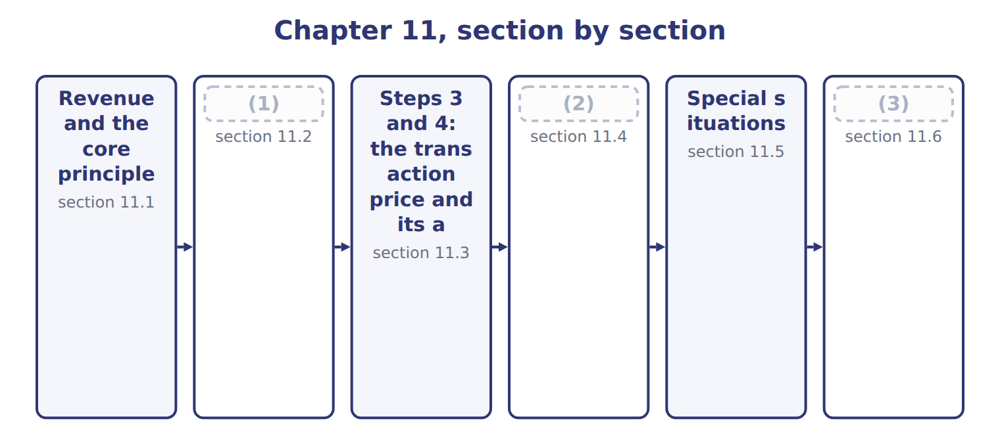 Chapter 11, section by section
Revenue
and the
core
principle
section 11.1
(1)
section 11.2
Steps 3
and 4:
the trans
action
price and
its a
section 11.3
(2)
section 11.4
Special s
ituations
section 11.5
(3)
section 11.6